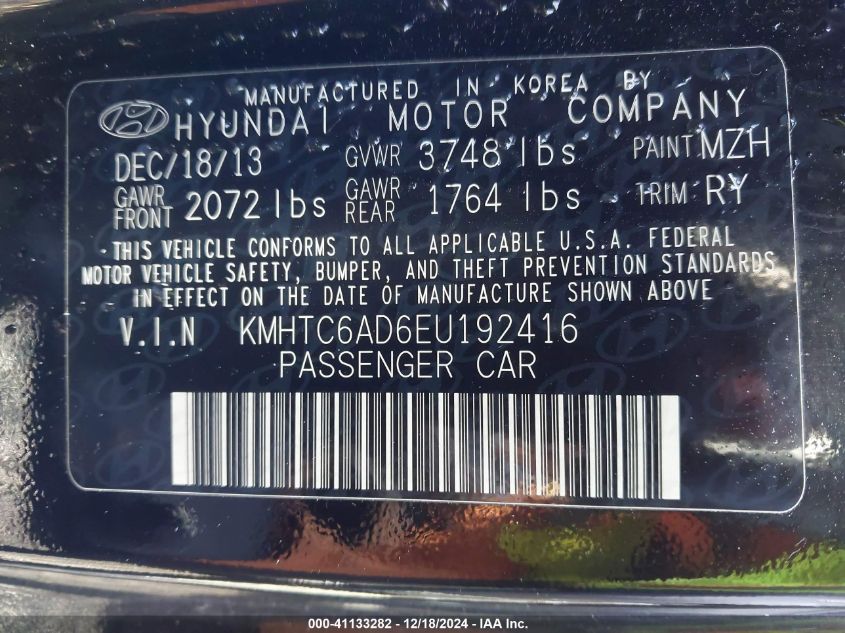 MANUFACTURED IN KOREA BY
HYUNDAI MOTOR COMPANY
DEC/18/13 GVWR 3748 lbs PAINT MZH
GAWR FRONT 2072 lbs GAWR REAR 1764 lbs TRIM RY
THIS VEHICLE CONFORMS TO ALL APPLICABLE U.S.A. FEDERAL
MOTOR VEHICLE SAFETY, BUMPER, AND THEFT PREVENTION STANDARDS
IN EFFECT ON THE DATE OF MANUFACTURE SHOWN ABOVE
V.I.N KMHTC6AD6EU192416
PASSENGER CAR
000-41133282 - 12/18/2024 - IAA Inc.